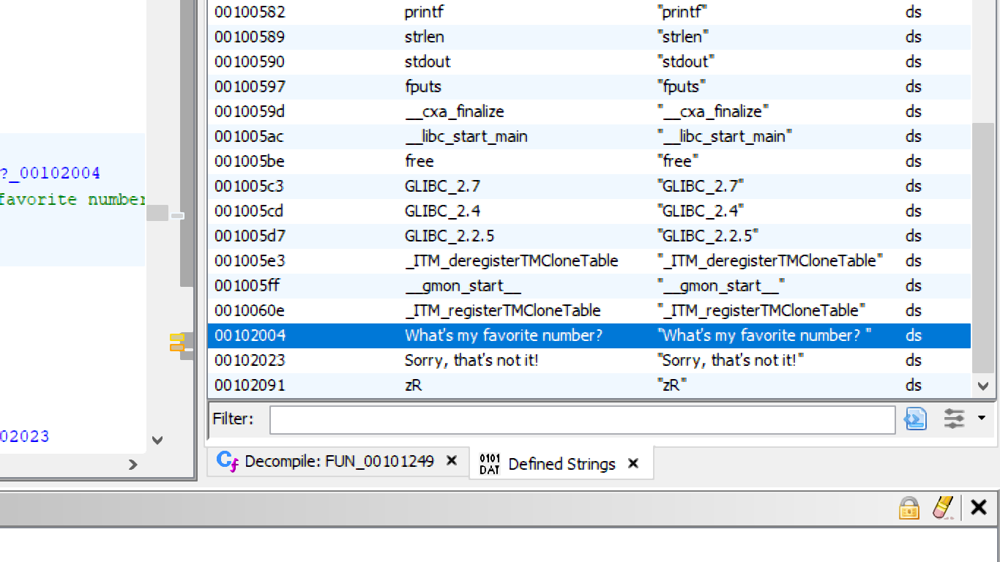 00100582 printf "printf" ds
00100589 strlen "strlen" ds
00100590 stdout "stdout" ds
00100597 fputs "fputs" ds
0010059d __cxa_finalize "__cxa_finalize" ds
001005ac __libc_start_main "__libc_start_main" ds
001005be free "free" ds
?_00102004
001005c3 GLIBC_2.7 "GLIBC_2.7" ds
favorite number
001005cd GLIBC_2.4 "GLIBC_2.4" ds
001005d7 GLIBC_2.2.5 "GLIBC_2.2.5" ds
001005e3 _ITM_deregisterTMCloneTable "_ITM_deregisterTMCloneTable" ds
001005ff __gmon_start__ "__gmon_start__" ds
0010060e _ITM_registerTMCloneTable "_ITM_registerTMCloneTable" ds
00102004 What's my favorite number? "What's my favorite number? " ds
00102023 Sorry, that's not it! "Sorry, that's not it!" ds
00102091 zR "zR" ds
Filter:
02023
Decompile: FUN_00101249
0101
DAT
Defined Strings